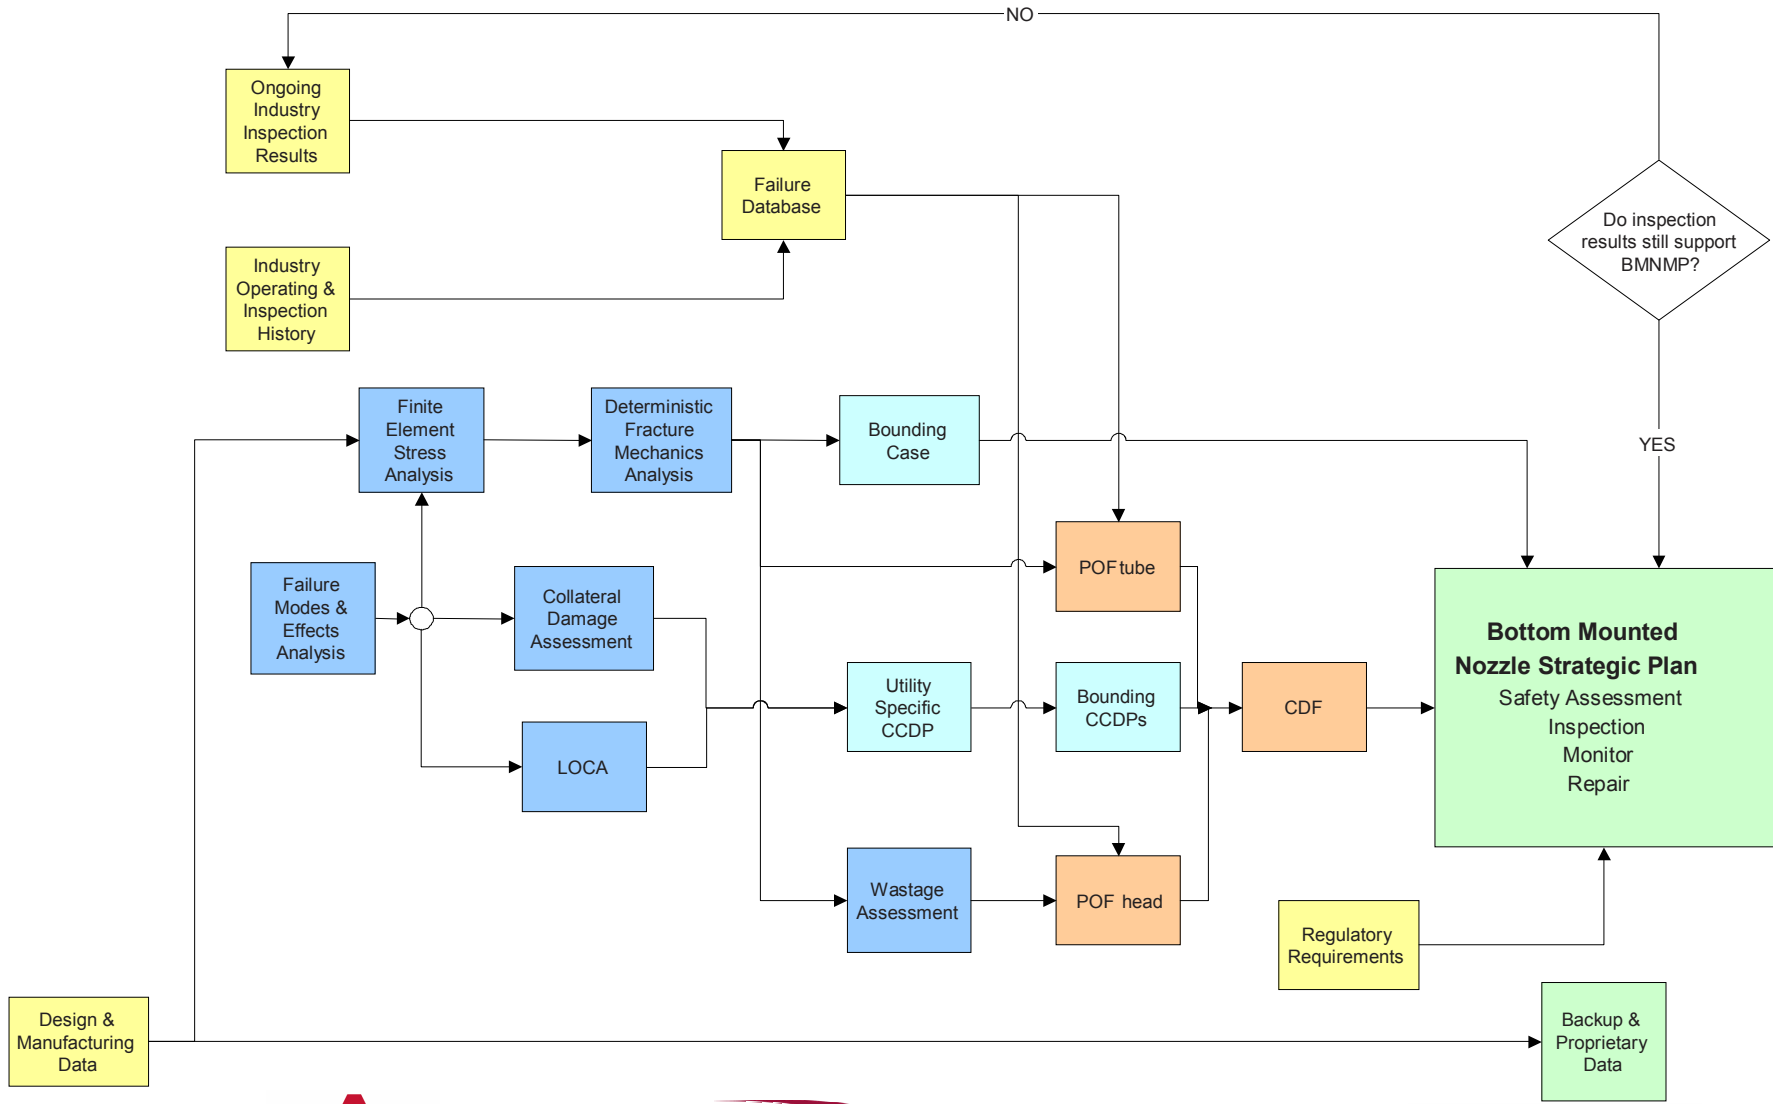 NO
Ongoing
Industry
Inspection
Results
Failure
Database
Do inspection
results still support
BMNMP?
Industry
Operating &
Inspection
History
Finite
Element
Stress
Analysis
Deterministic
Fracture
Mechanics
Analysis
Bounding
Case
YES
POF tube
Failure
Modes &
Effects
Analysis
Collateral
Damage
Assessment
Utility
Specific
CCDP
Bounding
CCDPs
CDF
Bottom Mounted
Nozzle Strategic Plan
Safety Assessment
Inspection
Monitor
Repair
LOCA
Wastage
Assessment
POF head
Regulatory
Requirements
Design &
Manufacturing
Data
Backup &
Proprietary
Data